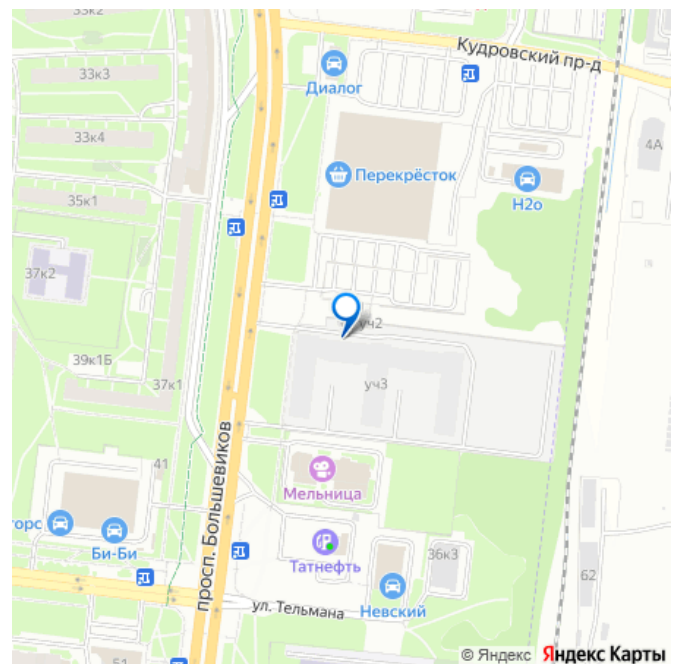 33к2
Кудровский пр-д
33к3
Диалог
33к4
4А
Перекрёсток
35к1
Н2о
37к2
уч2
39к1Б
37к1
уч3
просп. Большевиков
41
Мельница
горс
Би-Би
Татнефть
36к3
62
Невский
ул. Тельмана
51
© Яндекс Яндекс Карты